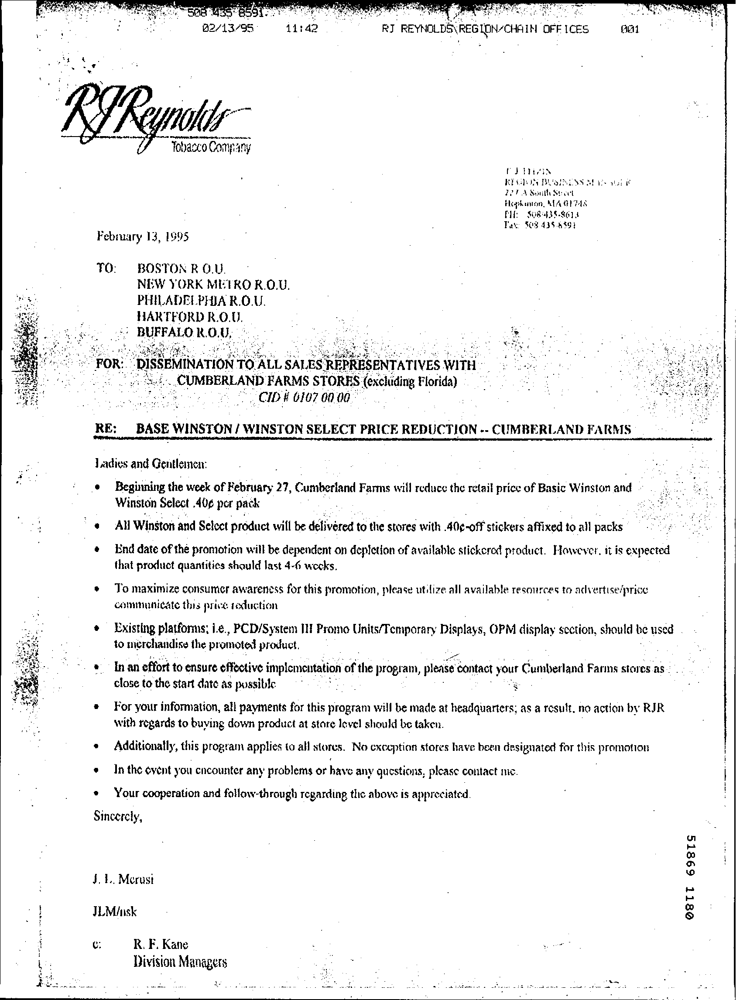 508 435 8591
02/13/95 11:42 RJ REYNOLDS\REGION/CHAIN OFFICES 001
RJReynolds
Tobacco Company
REGION BUSINESS
A South Street
Hopkinton, MA 01748
PH: 508-435-8613
Fax: 508 435 8591
February 13, 1995
TO: BOSTON R O.U.
NEW YORK METRO R.O.U.
PHILADELPHIA R.O.U.
HARTFORD R.O.U.
BUFFALO R.O.U.
FOR: DISSEMINATION TO ALL SALES REPRESENTATIVES WITH
CUMBERLAND FARMS STORES (excluding Florida)
CID # 0107 00 00
RE: BASE WINSTON / WINSTON SELECT PRICE REDUCTION -- CUMBERLAND FARMS
Ladies and Gentlemen:
• Beginning the week of February 27, Cumberland Farms will reduce the retail price of Basic Winston and
Winston Select .40¢ per pack
• All Winston and Select product will be delivered to the stores with .40¢-off stickers affixed to all packs
• End date of the promotion will be dependent on depletion of available stickered product. However, it is expected
that product quantities should last 4-6 weeks.
• To maximize consumer awareness for this promotion, please utilize all available resources to advertise/price
communicate this price reduction
• Existing platforms; i.e., PCD/System III Promo Units/Temporary Displays, OPM display section, should be used
to merchandise the promoted product.
• In an effort to ensure effective implementation of the program, please contact your Cumberland Farms stores as
close to the start date as possible
• For your information, all payments for this program will be made at headquarters; as a result, no action by RJR
with regards to buying down product at store level should be taken.
• Additionally, this program applies to all stores. No exception stores have been designated for this promotion
• In the event you encounter any problems or have any questions, please contact me.
• Your cooperation and follow-through regarding the above is appreciated.
Sincerely,
J. L. Merusi
JLM/nsk
c: R. F. Kane
Division Managers
51869 1180